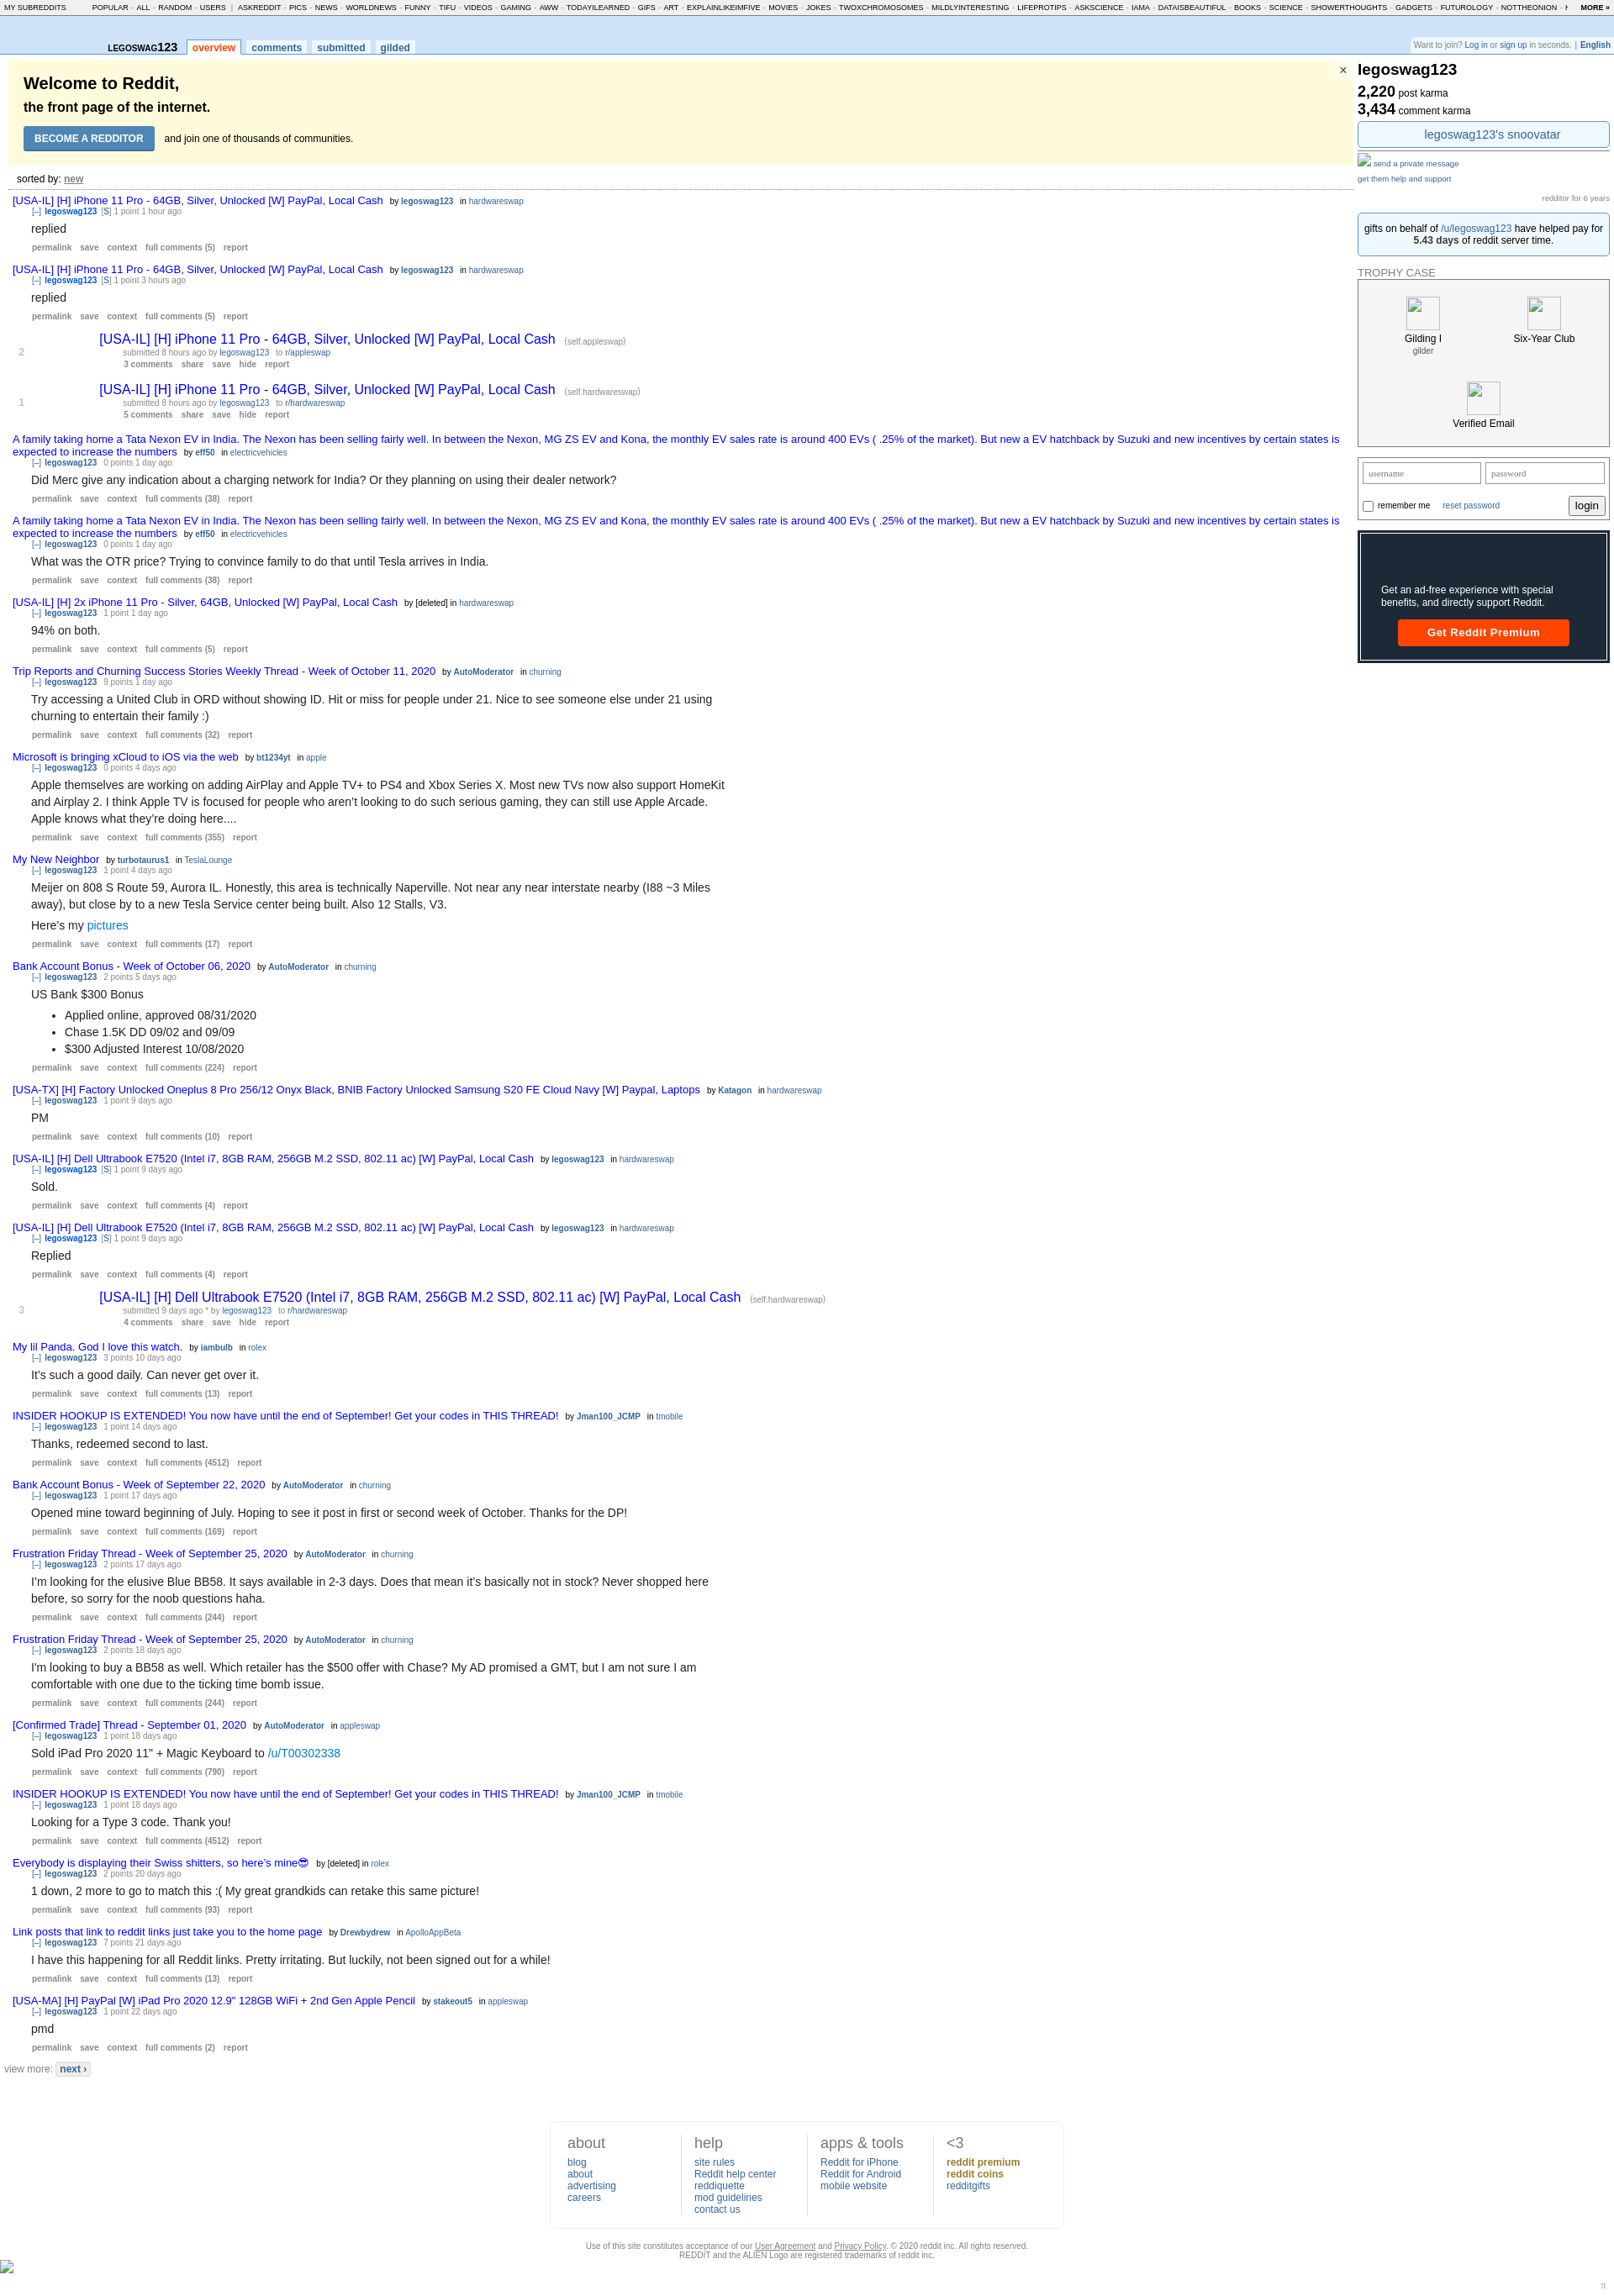 MY SUBREDDITS POPULAR - ALL - RANDOM - USERS | ASKREDDIT - PICS - NEWS - WORLDNEWS - FUNNY - TIFU - VIDEOS - GAMING - AWW - TODAYILEARNED - GIFS - ART - EXPLAINLIKEIMFIVE - MOVIES - JOKES - TWOXCHROMOSOMES - MILDLYINTERESTING - LIFEPROTIPS - ASKSCIENCE - IAMA - DATAISBEAUTIFUL - BOOKS - SCIENCE - SHOWERTHOUGHTS - GADGETS - FUTUROLOGY - NOTTHEONION - MORE »
LEGOSWAG123 overview comments submitted gilded
Want to join? Log in or sign up in seconds. | English
Welcome to Reddit,
the front page of the internet.
BECOME A REDDITOR and join one of thousands of communities.
×
sorted by: new
[USA-IL] [H] iPhone 11 Pro - 64GB, Silver, Unlocked [W] PayPal, Local Cash by legoswag123 in hardwareswap
[–] legoswag123 [S] 1 point 1 hour ago
replied
permalink save context full comments (5) report
[USA-IL] [H] iPhone 11 Pro - 64GB, Silver, Unlocked [W] PayPal, Local Cash by legoswag123 in hardwareswap
[–] legoswag123 [S] 1 point 3 hours ago
replied
permalink save context full comments (5) report
2
[USA-IL] [H] iPhone 11 Pro - 64GB, Silver, Unlocked [W] PayPal, Local Cash (self.appleswap)
submitted 8 hours ago by legoswag123 to r/appleswap
3 comments share save hide report
1
[USA-IL] [H] iPhone 11 Pro - 64GB, Silver, Unlocked [W] PayPal, Local Cash (self.hardwareswap)
submitted 8 hours ago by legoswag123 to r/hardwareswap
5 comments share save hide report
A family taking home a Tata Nexon EV in India. The Nexon has been selling fairly well. In between the Nexon, MG ZS EV and Kona, the monthly EV sales rate is around 400 EVs ( .25% of the market). But new a EV hatchback by Suzuki and new incentives by certain states is
expected to increase the numbers by eff50 in electricvehicles
[–] legoswag123 0 points 1 day ago
Did Merc give any indication about a charging network for India? Or they planning on using their dealer network?
permalink save context full comments (38) report
A family taking home a Tata Nexon EV in India. The Nexon has been selling fairly well. In between the Nexon, MG ZS EV and Kona, the monthly EV sales rate is around 400 EVs ( .25% of the market). But new a EV hatchback by Suzuki and new incentives by certain states is
expected to increase the numbers by eff50 in electricvehicles
[–] legoswag123 0 points 1 day ago
What was the OTR price? Trying to convince family to do that until Tesla arrives in India.
permalink save context full comments (38) report
[USA-IL] [H] 2x iPhone 11 Pro - Silver, 64GB, Unlocked [W] PayPal, Local Cash by [deleted] in hardwareswap
[–] legoswag123 1 point 1 day ago
94% on both.
permalink save context full comments (5) report
Trip Reports and Churning Success Stories Weekly Thread - Week of October 11, 2020 by AutoModerator in churning
[–] legoswag123 9 points 1 day ago
Try accessing a United Club in ORD without showing ID. Hit or miss for people under 21. Nice to see someone else under 21 using
churning to entertain their family :)
permalink save context full comments (32) report
Microsoft is bringing xCloud to iOS via the web by bt1234yt in apple
[–] legoswag123 0 points 4 days ago
Apple themselves are working on adding AirPlay and Apple TV+ to PS4 and Xbox Series X. Most new TVs now also support HomeKit
and Airplay 2. I think Apple TV is focused for people who aren’t looking to do such serious gaming, they can still use Apple Arcade.
Apple knows what they’re doing here....
permalink save context full comments (355) report
My New Neighbor by turbotaurus1 in TeslaLounge
[–] legoswag123 1 point 4 days ago
Meijer on 808 S Route 59, Aurora IL. Honestly, this area is technically Naperville. Not near any near interstate nearby (I88 ~3 Miles
away), but close by to a new Tesla Service center being built. Also 12 Stalls, V3.
Here’s my pictures
permalink save context full comments (17) report
Bank Account Bonus - Week of October 06, 2020 by AutoModerator in churning
[–] legoswag123 2 points 5 days ago
US Bank $300 Bonus
• Applied online, approved 08/31/2020
• Chase 1.5K DD 09/02 and 09/09
• $300 Adjusted Interest 10/08/2020
permalink save context full comments (224) report
[USA-TX] [H] Factory Unlocked Oneplus 8 Pro 256/12 Onyx Black, BNIB Factory Unlocked Samsung S20 FE Cloud Navy [W] Paypal, Laptops by Katagon in hardwareswap
[–] legoswag123 1 point 9 days ago
PM
permalink save context full comments (10) report
[USA-IL] [H] Dell Ultrabook E7520 (Intel i7, 8GB RAM, 256GB M.2 SSD, 802.11 ac) [W] PayPal, Local Cash by legoswag123 in hardwareswap
[–] legoswag123 [S] 1 point 9 days ago
Sold.
permalink save context full comments (4) report
[USA-IL] [H] Dell Ultrabook E7520 (Intel i7, 8GB RAM, 256GB M.2 SSD, 802.11 ac) [W] PayPal, Local Cash by legoswag123 in hardwareswap
[–] legoswag123 [S] 1 point 9 days ago
Replied
permalink save context full comments (4) report
3
[USA-IL] [H] Dell Ultrabook E7520 (Intel i7, 8GB RAM, 256GB M.2 SSD, 802.11 ac) [W] PayPal, Local Cash (self.hardwareswap)
submitted 9 days ago * by legoswag123 to r/hardwareswap
4 comments share save hide report
My lil Panda. God I love this watch. by iambulb in rolex
[–] legoswag123 3 points 10 days ago
It’s such a good daily. Can never get over it.
permalink save context full comments (13) report
INSIDER HOOKUP IS EXTENDED! You now have until the end of September! Get your codes in THIS THREAD! by Jman100_JCMP in tmobile
[–] legoswag123 1 point 14 days ago
Thanks, redeemed second to last.
permalink save context full comments (4512) report
Bank Account Bonus - Week of September 22, 2020 by AutoModerator in churning
[–] legoswag123 1 point 17 days ago
Opened mine toward beginning of July. Hoping to see it post in first or second week of October. Thanks for the DP!
permalink save context full comments (169) report
Frustration Friday Thread - Week of September 25, 2020 by AutoModerator in churning
[–] legoswag123 2 points 17 days ago
I’m looking for the elusive Blue BB58. It says available in 2-3 days. Does that mean it’s basically not in stock? Never shopped here
before, so sorry for the noob questions haha.
permalink save context full comments (244) report
Frustration Friday Thread - Week of September 25, 2020 by AutoModerator in churning
[–] legoswag123 2 points 18 days ago
I'm looking to buy a BB58 as well. Which retailer has the $500 offer with Chase? My AD promised a GMT, but I am not sure I am
comfortable with one due to the ticking time bomb issue.
permalink save context full comments (244) report
[Confirmed Trade] Thread - September 01, 2020 by AutoModerator in appleswap
[–] legoswag123 1 point 18 days ago
Sold iPad Pro 2020 11" + Magic Keyboard to /u/T00302338
permalink save context full comments (790) report
INSIDER HOOKUP IS EXTENDED! You now have until the end of September! Get your codes in THIS THREAD! by Jman100_JCMP in tmobile
[–] legoswag123 1 point 18 days ago
Looking for a Type 3 code. Thank you!
permalink save context full comments (4512) report
Everybody is displaying their Swiss shitters, so here’s mine😎 by [deleted] in rolex
[–] legoswag123 2 points 20 days ago
1 down, 2 more to go to match this :( My great grandkids can retake this same picture!
permalink save context full comments (93) report
Link posts that link to reddit links just take you to the home page by Drewbydrew in ApolloAppBeta
[–] legoswag123 7 points 21 days ago
I have this happening for all Reddit links. Pretty irritating. But luckily, not been signed out for a while!
permalink save context full comments (13) report
[USA-MA] [H] PayPal [W] iPad Pro 2020 12.9" 128GB WiFi + 2nd Gen Apple Pencil by stakeout5 in appleswap
[–] legoswag123 1 point 22 days ago
pmd
permalink save context full comments (2) report
view more: next ›
legoswag123
2,220 post karma
3,434 comment karma
legoswag123's snoovatar
send a private message
get them help and support
redditor for 6 years
gifts on behalf of /u/legoswag123 have helped pay for
5.43 days of reddit server time.
TROPHY CASE
Gilding I
gilder
Six-Year Club
Verified Email
username password
remember me reset password login
Get an ad-free experience with special
benefits, and directly support Reddit.
Get Reddit Premium
about
blog
about
advertising
careers
help
site rules
Reddit help center
reddiquette
mod guidelines
contact us
apps & tools
Reddit for iPhone
Reddit for Android
mobile website
<3
reddit premium
reddit coins
redditgifts
Use of this site constitutes acceptance of our User Agreement and Privacy Policy. © 2020 reddit inc. All rights reserved.
REDDIT and the ALIEN Logo are registered trademarks of reddit inc.
π